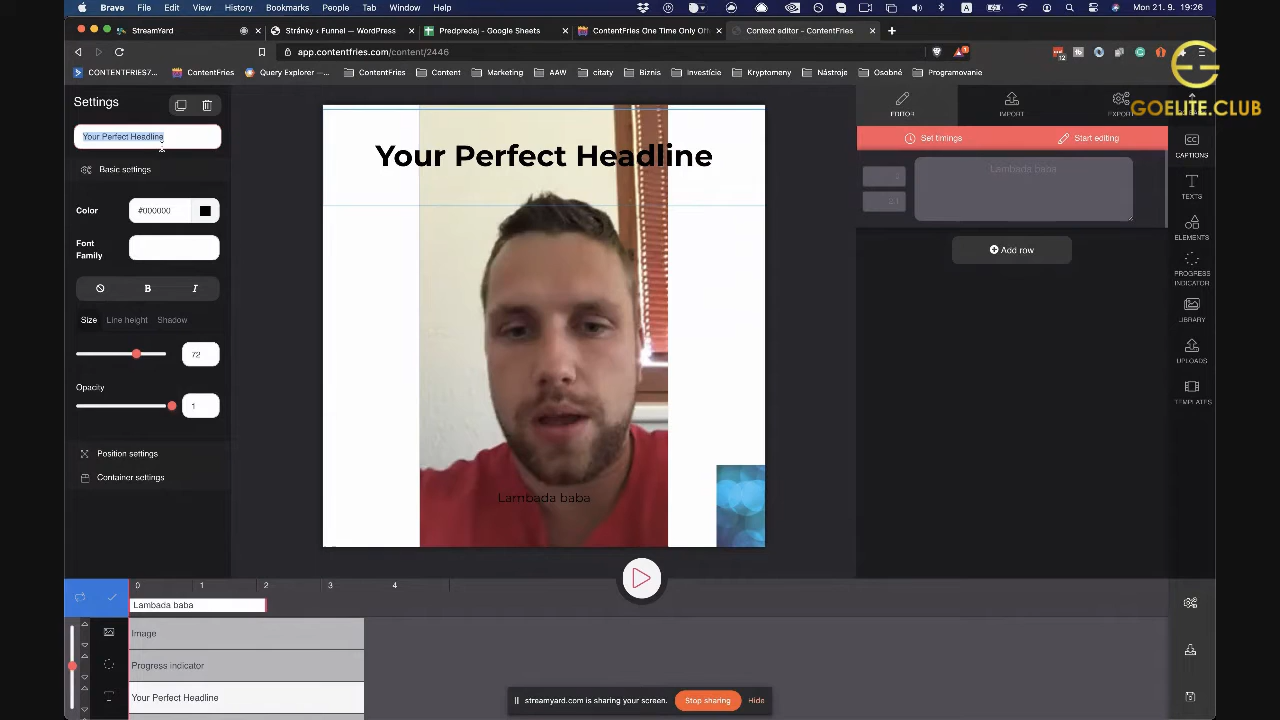 Brave File Edit View History Bookmarks People Tab Window Help
Mon 21.9. 19:26
StreamYard
Stránky ‹ Funnel — WordPress
Predpredaj - Google Sheets
ContentFries One Time Only Off
Context editor - ContentFries
app.contentfries.com/content/2446
CONTENTFRIES7...
ContentFries
Query Explorer
ContentFries
Content
Marketing
AAW
citaty
Biznis
Investície
Kryptomeny
Nástroje
Osobné
Programovanie
GOELITE.CLUB
Settings
Your Perfect Headline
Basic settings
Color
#000000
Font Family
B
I
Size
Line height
Shadow
72
Opacity
1
Position settings
Container settings
Your Perfect Headline
Lambada baba
EDITOR
IMPORT
EXPO
Set timings
Start editing
Lambada baba
2.1
Add row
CAPTIONS
TEXTS
ELEMENTS
PROGRESS INDICATOR
LIBRARY
UPLOADS
TEMPLATES
0 1 2 3 4
Lambada baba
Image
Progress indicator
Your Perfect Headline
streamyard.com is sharing your screen.
Stop sharing
Hide